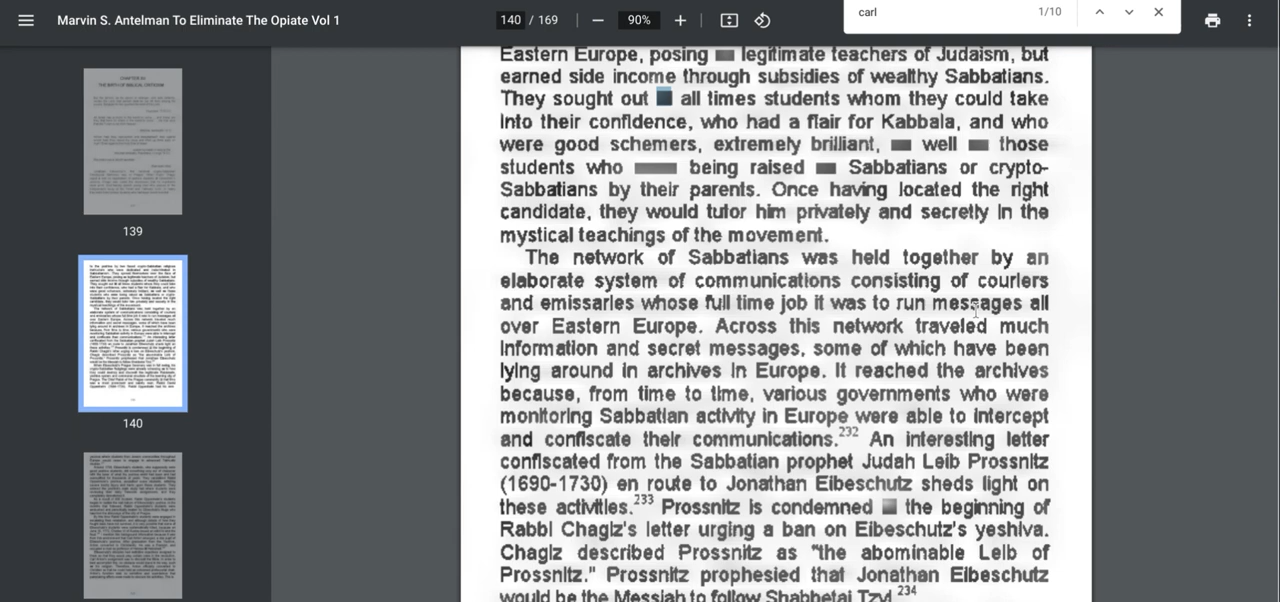 Marvin S. Antelman To Eliminate The Opiate Vol 1
140 / 169
90%
carl
1/10
139
140
Eastern Europe, posing legitimate teachers of Judaism, but
earned side income through subsidies of wealthy Sabbatians.
They sought out all times students whom they could take
into their confidence, who had a flair for Kabbala, and who
were good schemers, extremely brilliant, well those
students who being raised Sabbatians or crypto-
Sabbatians by their parents. Once having located the right
candidate, they would tutor him privately and secretly in the
mystical teachings of the movement.
The network of Sabbatians was held together by an
elaborate system of communications consisting of couriers
and emissaries whose full time job it was to run messages all
over Eastern Europe. Across this network traveled much
information and secret messages, some of which have been
lying around in archives in Europe. It reached the archives
because, from time to time, various governments who were
monitoring Sabbatian activity in Europe were able to intercept
and confiscate their communications.232 An interesting letter
confiscated from the Sabbatian prophet Judah Leib Prossnitz
(1690-1730) en route to Jonathan Eibeschutz sheds light on
these activities.233 Prossnitz is condemned the beginning of
Rabbi Chagiz's letter urging a ban on Eibeschutz's yeshiva.
Chagiz described Prossnitz as "the abominable Leib of
Prossnitz." Prossnitz prophesied that Jonathan Eibeschutz
would be the Messiah to follow Shabbetai Tzvi.234